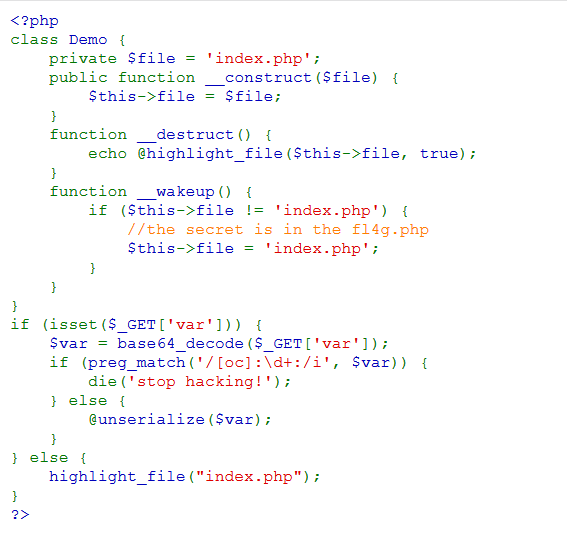 <?php
class Demo {
    private $file = 'index.php';
    public function __construct($file) {
        $this->file = $file;
    }
    function __destruct() {
        echo @highlight_file($this->file, true);
    }
    function __wakeup() {
        if ($this->file != 'index.php') {
            //the secret is in the fl4g.php
            $this->file = 'index.php';
        }
    }
}
if (isset($_GET['var'])) {
    $var = base64_decode($_GET['var']);
    if (preg_match('/[oc]:\d+:/i', $var)) {
        die('stop hacking!');
    } else {
        @unserialize($var);
    }
} else {
    highlight_file("index.php");
}
?>